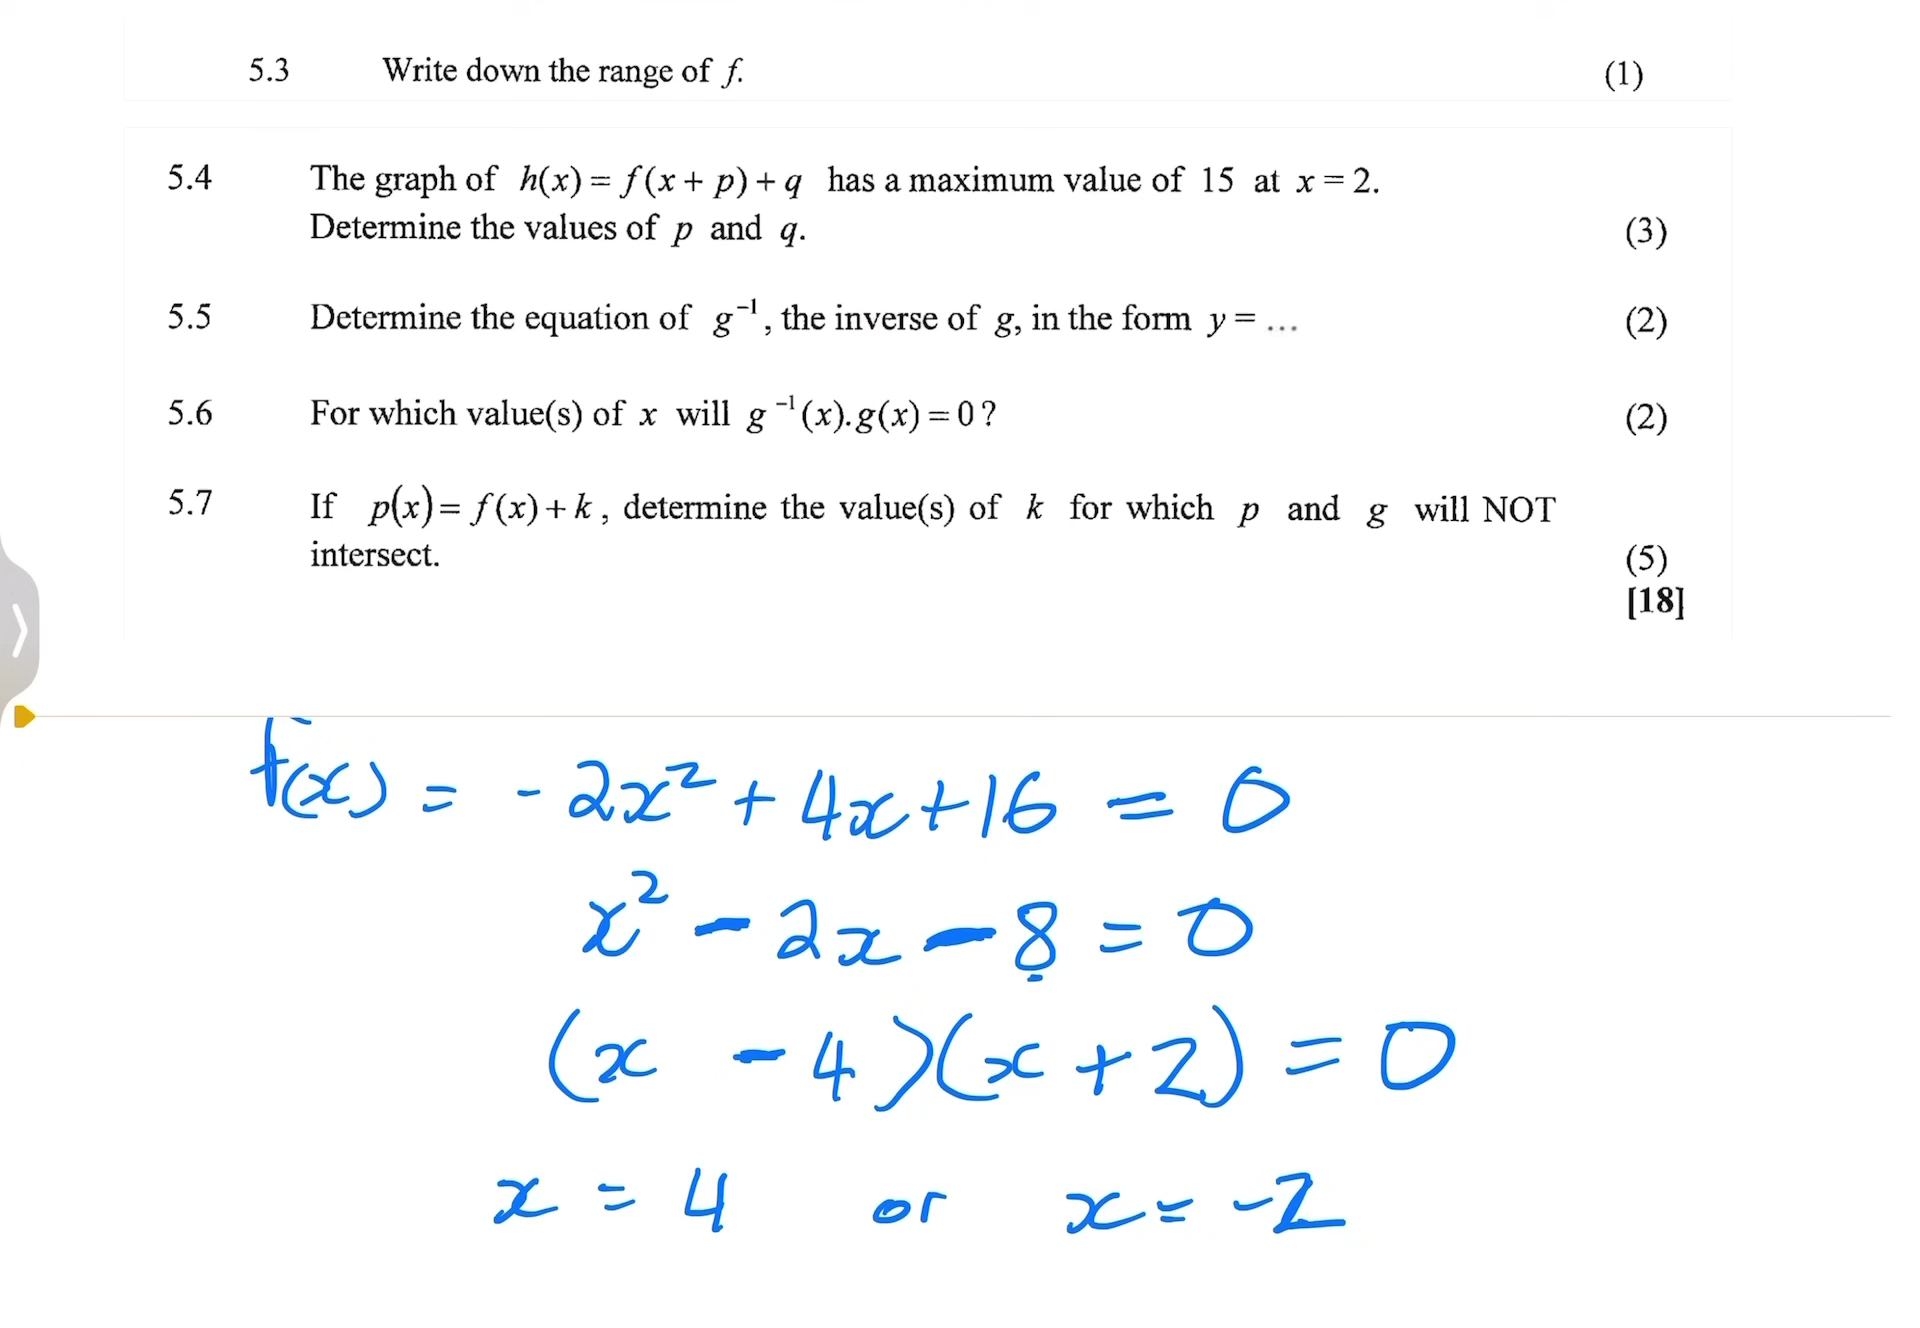 5.3 Write down the range of f. (1)
5.4 The graph of h(x) = f(x + p) + q has a maximum value of 15 at x = 2.
Determine the values of p and q. (3)
5.5 Determine the equation of g⁻¹, the inverse of g, in the form y = ... (2)
5.6 For which value(s) of x will g⁻¹(x).g(x) = 0? (2)
5.7 If p(x) = f(x) + k, determine the value(s) of k for which p and g will NOT
intersect. (5)
[18]
f(x) = -2x² + 4x + 16 = 0
x² - 2x - 8 = 0
(x - 4)(x + 2) = 0
x = 4 or x = -2